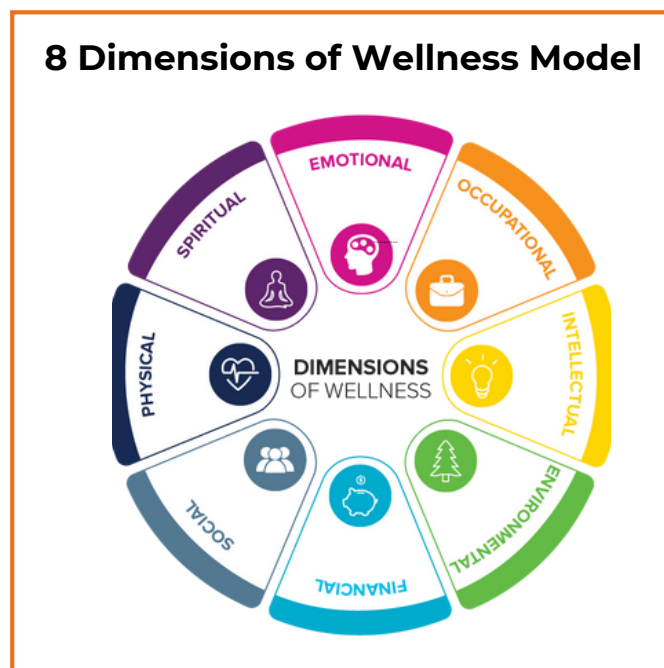 8 Dimensions of Wellness Model
EMOTIONAL
OCCUPATIONAL
INTELLECTUAL
ENVIRONMENTAL
FINANCIAL
SOCIAL
PHYSICAL
SPIRITUAL
DIMENSIONS
OF WELLNESS